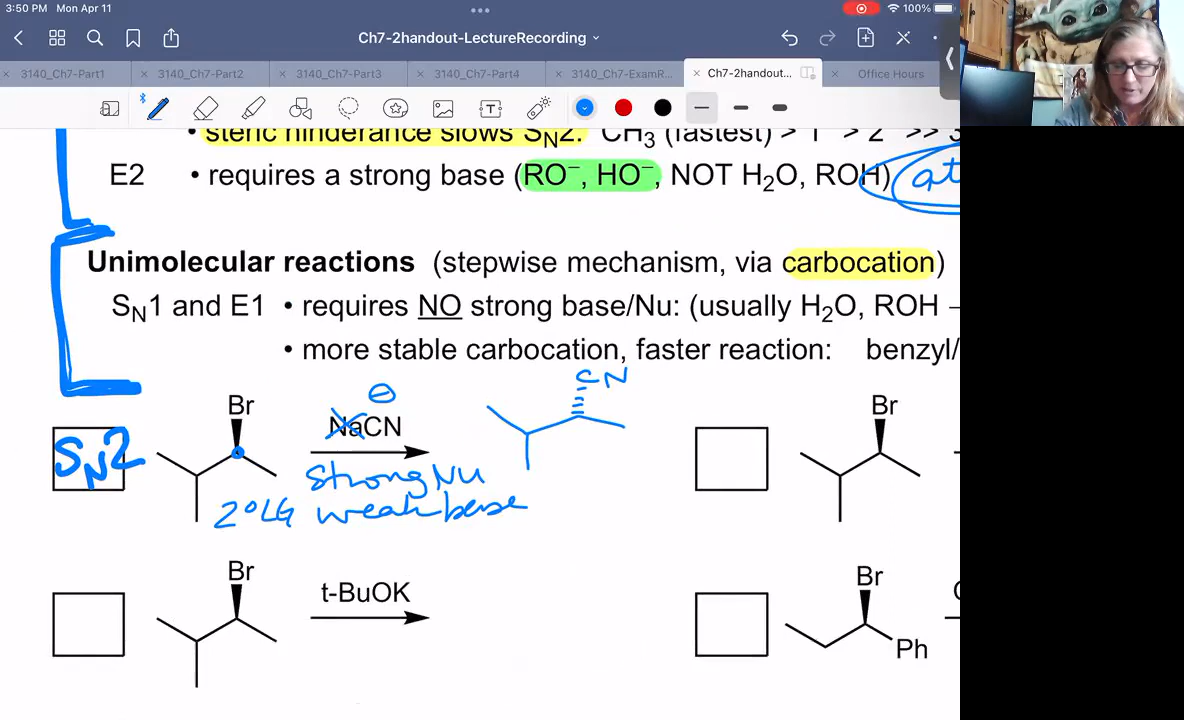 3:50 PM Mon Apr 11
100%
Ch7-2handout-LectureRecording
3140_Ch7-Part1
3140_Ch7-Part2
3140_Ch7-Part3
3140_Ch7-Part4
3140_Ch7-ExamR...
Ch7-2handout...
Office Hours
• steric hinderance slows SN2: CH3 (fastest) > 1° > 2° >> 3
E2 • requires a strong base (RO⁻, HO⁻, NOT H2O, ROH) at
Unimolecular reactions (stepwise mechanism, via carbocation)
SN1 and E1 • requires NO strong base/Nu: (usually H2O, ROH –
• more stable carbocation, faster reaction: benzyl/
SN2
Br
NaCN
⊖
strong Nu
2° LG weak base
CN
Br
Br
t-BuOK
Br
Ph